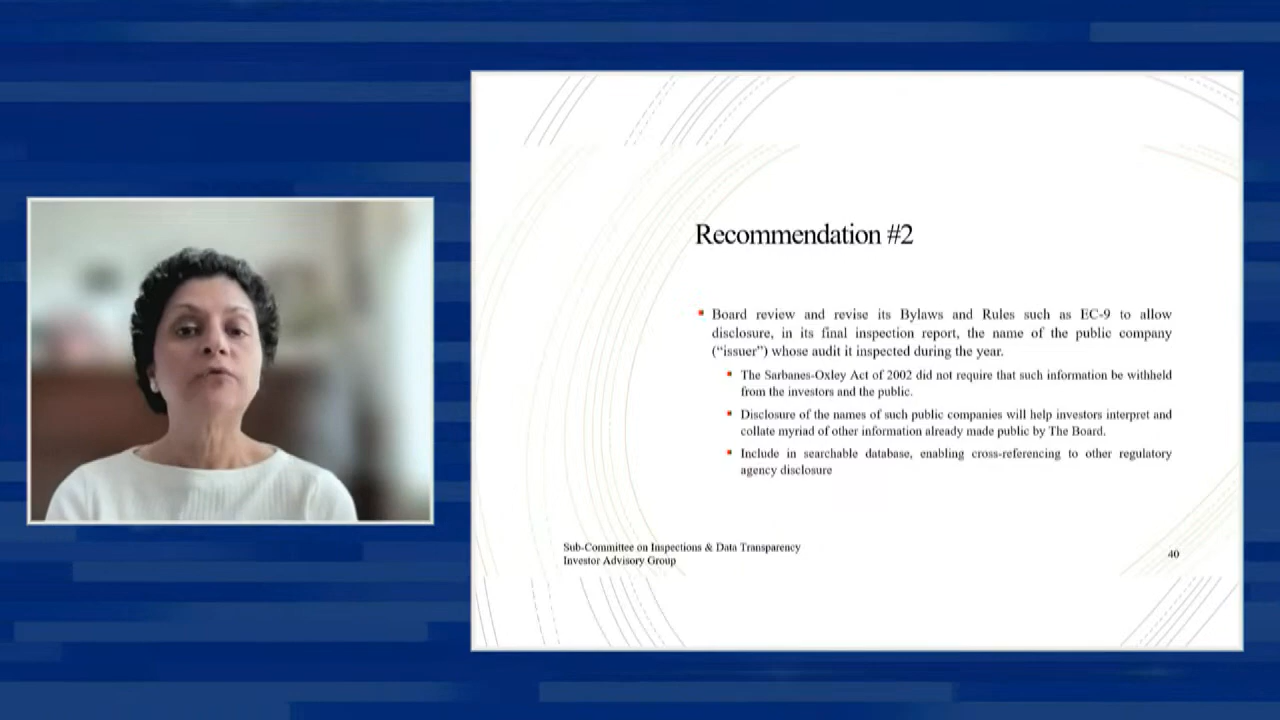 Recommendation #2
Board review and revise its Bylaws and Rules such as EC-9 to allow
disclosure, in its final inspection report, the name of the public company
(“issuer”) whose audit it inspected during the year.
The Sarbanes-Oxley Act of 2002 did not require that such information be withheld
from the investors and the public.
Disclosure of the names of such public companies will help investors interpret and
collate myriad of other information already made public by The Board.
Include in searchable database, enabling cross-referencing to other regulatory
agency disclosure
Sub-Committee on Inspections & Data Transparency
Investor Advisory Group
40